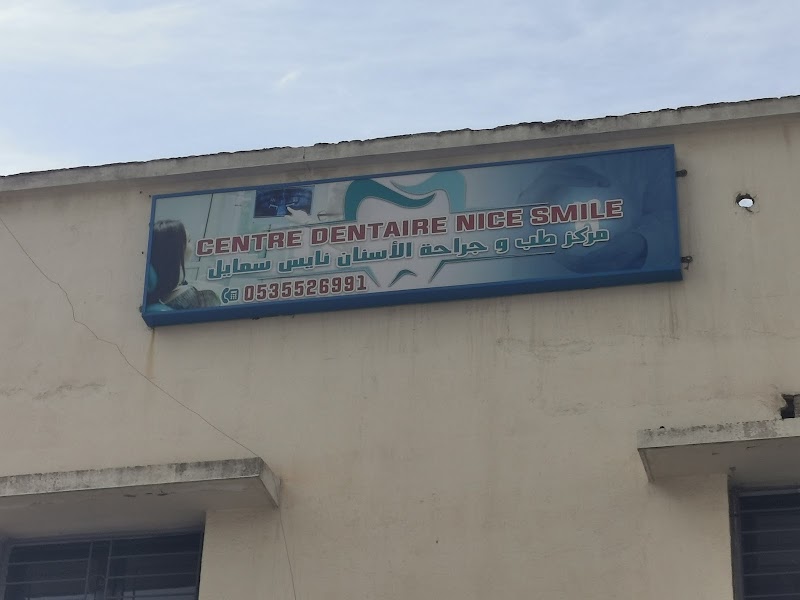 CENTRE DENTAIRE NICE SMILE
مركز طب و جراحة الأسنان نايس سمايل
0535526991